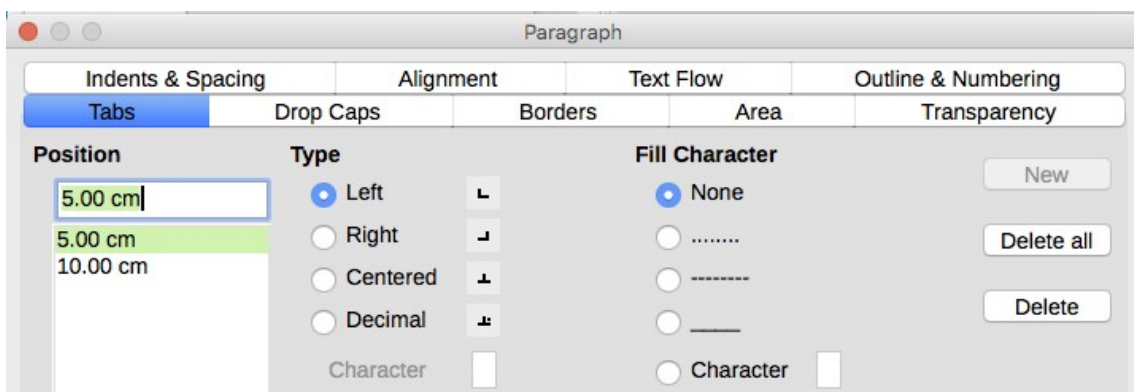 Paragraph
Indents & Spacing Alignment Text Flow Outline & Numbering
Tabs Drop Caps Borders Area Transparency
Position Type Fill Character
New
5.00 cm Left None
5.00 cm Right ........ Delete all
10.00 cm Centered --------
Decimal ____ Delete
Character Character